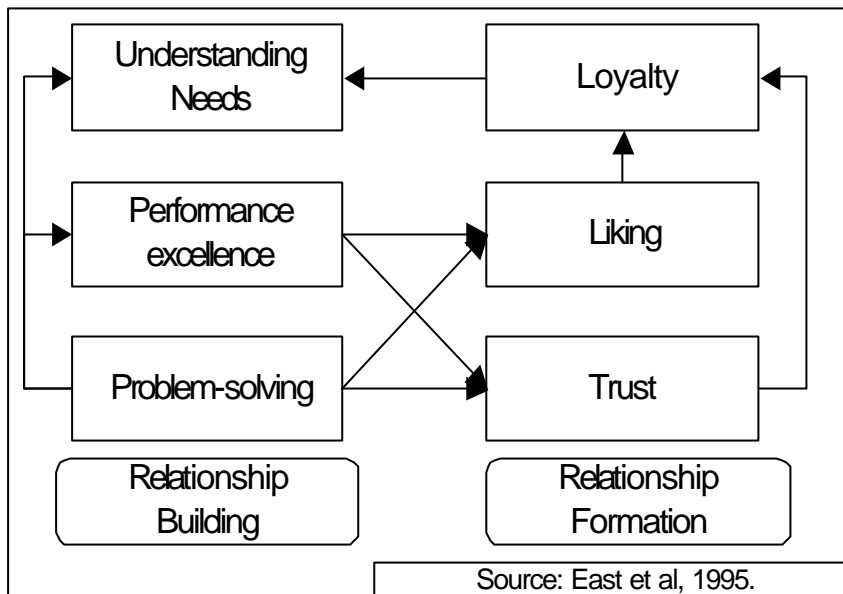 Understanding
Needs
Loyalty
Performance
excellence
Liking
Problem-solving
Trust
Relationship
Building
Relationship
Formation
Source: East et al, 1995.